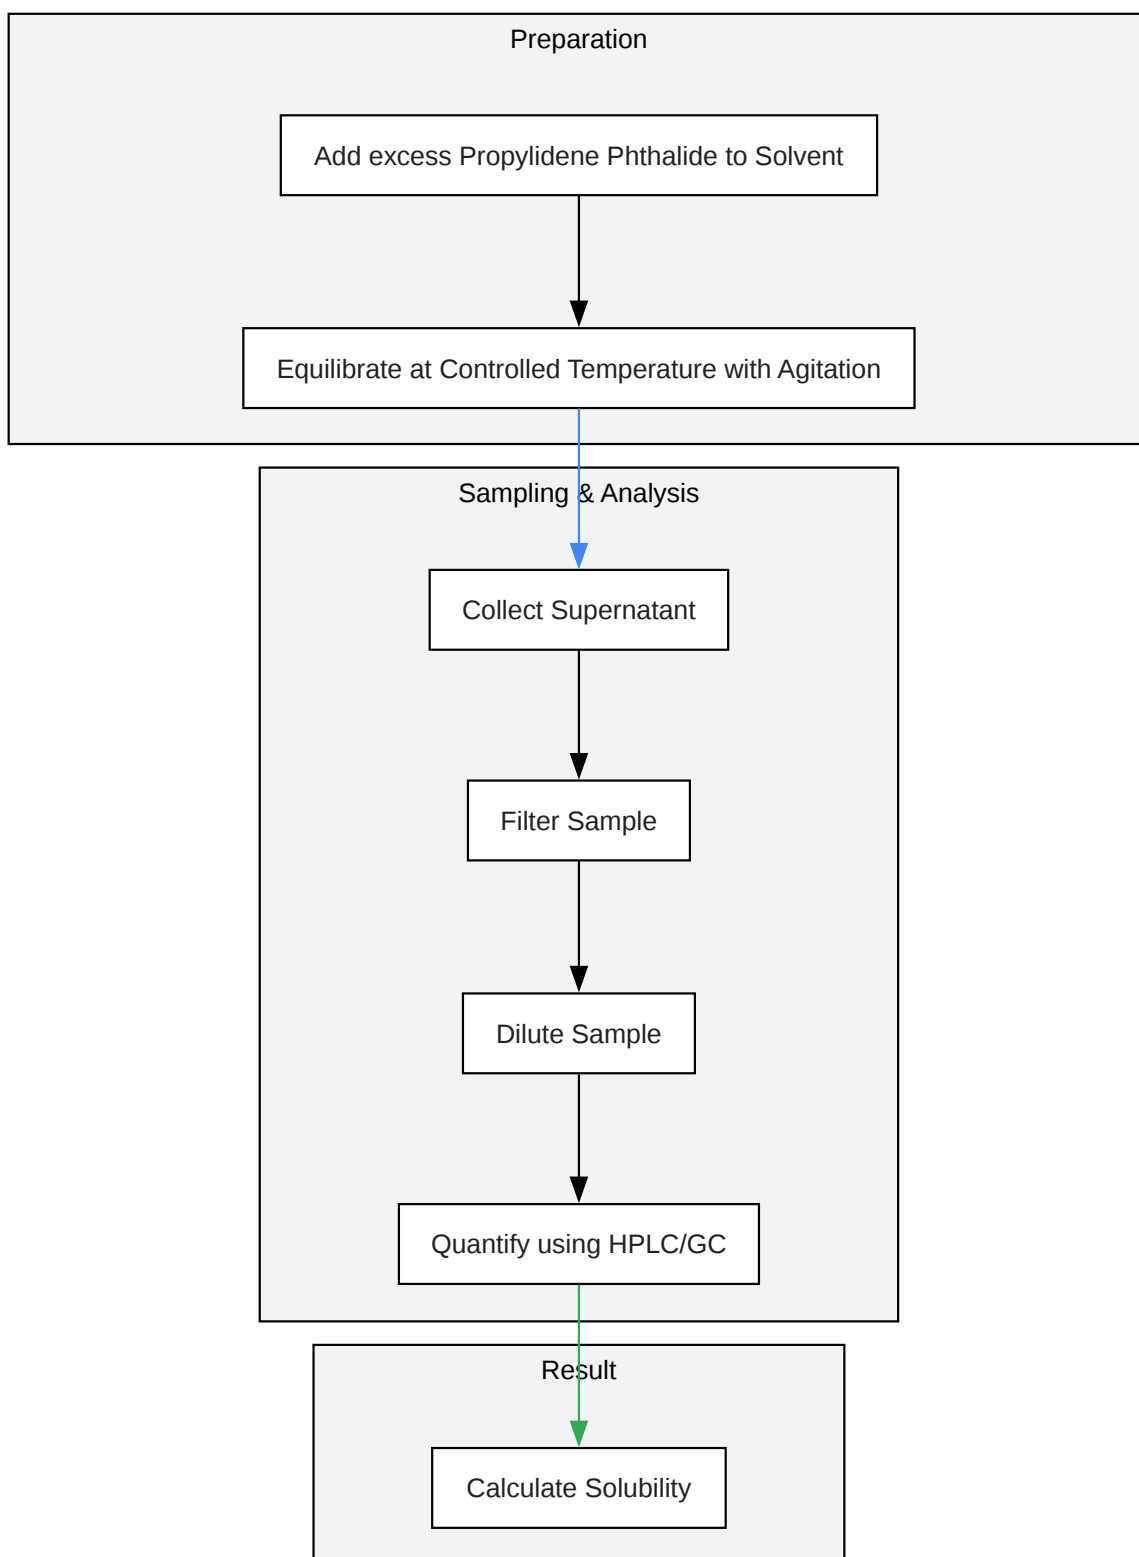 Preparation
Add excess Propylidene Phthalide to Solvent
Equilibrate at Controlled Temperature with Agitation
Sampling & Analysis
Collect Supernatant
Filter Sample
Dilute Sample
Quantify using HPLC/GC
Result
Calculate Solubility